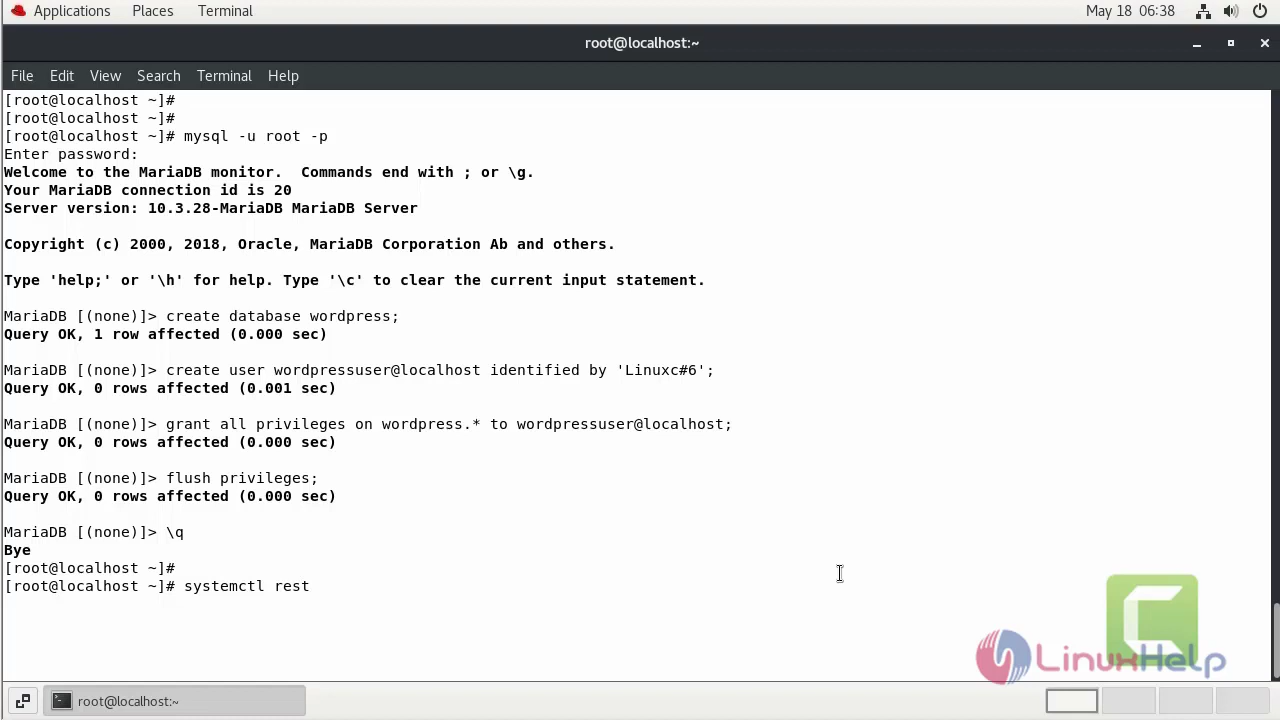 Applications Places Terminal May 18 06:38
root@localhost:~
File Edit View Search Terminal Help
[root@localhost ~]#
[root@localhost ~]#
[root@localhost ~]# mysql -u root -p
Enter password:
Welcome to the MariaDB monitor.  Commands end with ; or \g.
Your MariaDB connection id is 20
Server version: 10.3.28-MariaDB MariaDB Server
Copyright (c) 2000, 2018, Oracle, MariaDB Corporation Ab and others.
Type 'help;' or '\h' for help. Type '\c' to clear the current input statement.
MariaDB [(none)]> create database wordpress;
Query OK, 1 row affected (0.000 sec)
MariaDB [(none)]> create user wordpressuser@localhost identified by 'Linuxc#6';
Query OK, 0 rows affected (0.001 sec)
MariaDB [(none)]> grant all privileges on wordpress.* to wordpressuser@localhost;
Query OK, 0 rows affected (0.000 sec)
MariaDB [(none)]> flush privileges;
Query OK, 0 rows affected (0.000 sec)
MariaDB [(none)]> \q
Bye
[root@localhost ~]#
[root@localhost ~]# systemctl rest
LinuxHelp
root@localhost:~